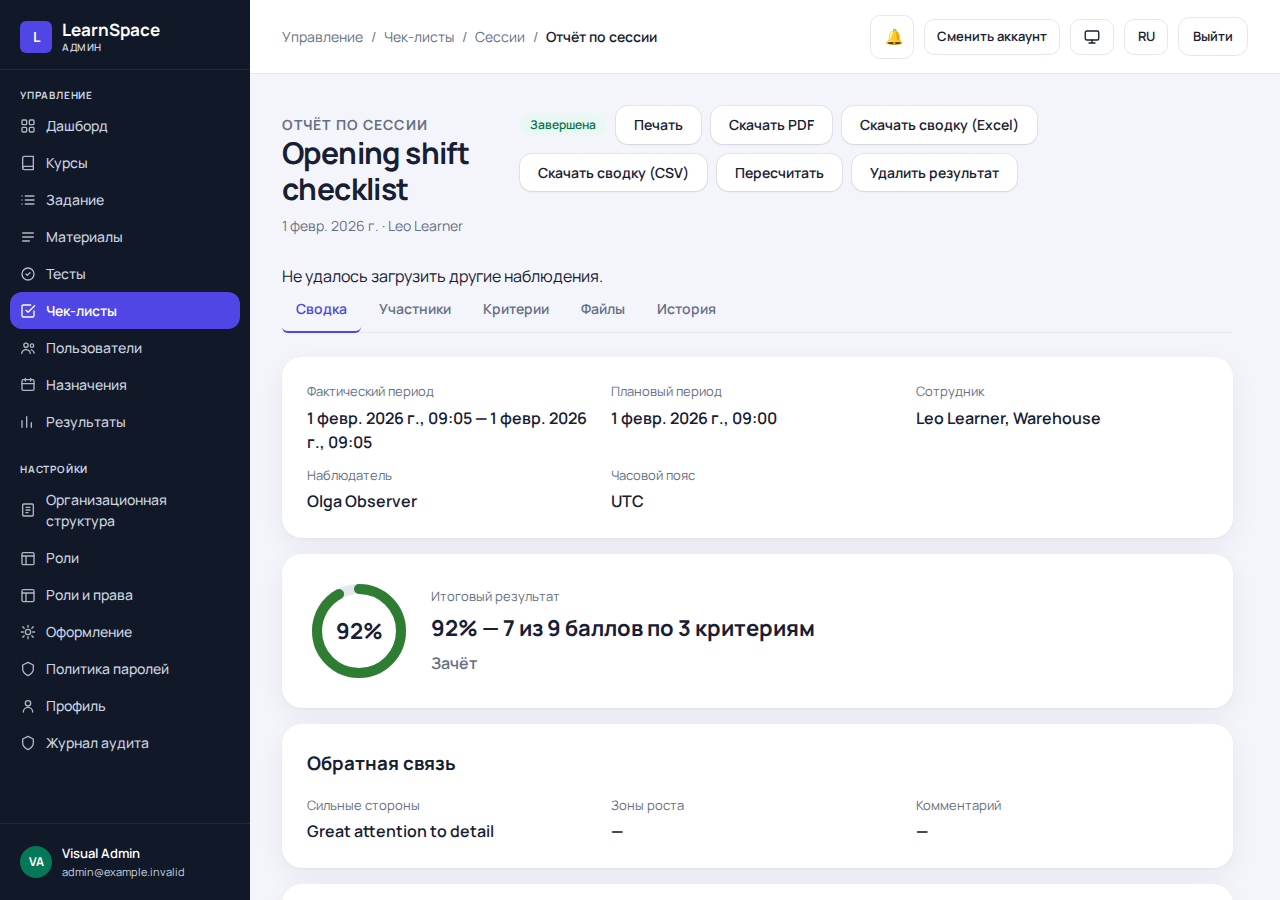 L
LearnSpace
АДМИН
УПРАВЛЕНИЕ
Дашборд
Курсы
Задание
Материалы
Тесты
Чек-листы
Пользователи
Назначения
Результаты
НАСТРОЙКИ
Организационная
структура
Роли
Роли и права
Оформление
Политика паролей
Профиль
Журнал аудита
VA
Visual Admin
admin@example.invalid
Управление / Чек-листы / Сессии / Отчёт по сессии
Сменить аккаунт
RU
Выйти
ОТЧЁТ ПО СЕССИИ
Opening shift
checklist
1 февр. 2026 г. · Leo Learner
Завершена
Печать
Скачать PDF
Скачать сводку (Excel)
Скачать сводку (CSV)
Пересчитать
Удалить результат
Не удалось загрузить другие наблюдения.
Сводка
Участники
Критерии
Файлы
История
Фактический период
1 февр. 2026 г., 09:05 — 1 февр. 2026
г., 09:05
Плановый период
1 февр. 2026 г., 09:00
Сотрудник
Leo Learner, Warehouse
Наблюдатель
Olga Observer
Часовой пояс
UTC
92%
Итоговый результат
92% — 7 из 9 баллов по 3 критериям
Зачёт
Обратная связь
Сильные стороны
Great attention to detail
Зоны роста
—
Комментарий
—